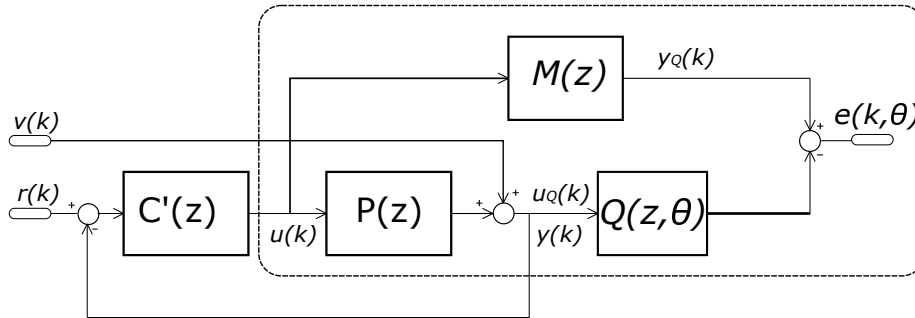 M(z)
yQ(k)
v(k)
e(k,θ)
+
−
r(k)
+
−
C'(z)
u(k)
P(z)
+
+
uQ(k)
y(k)
Q(z,θ)